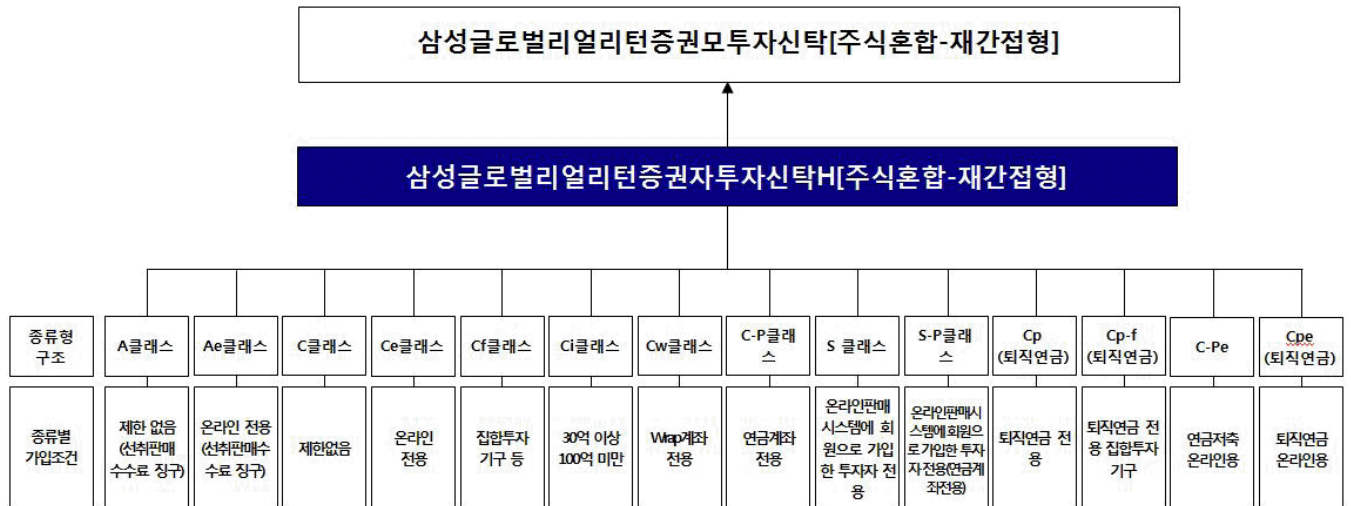 삼성글로벌리얼리턴증권모투자신탁[주식혼합-재간접형]
삼성글로벌리얼리턴증권자투자신탁H[주식혼합-재간접형]
종류형
구조
A클래스
Ae클래스
C클래스
Ce클래스
Cf클래스
Ci클래스
Cw클래스
C-P클래
스
S 클래스
S-P클래
스
Cp
(퇴직연금)
Cp-f
(퇴직연금)
C-Pe
Cpe
(퇴직연금)
종류별
가입조건
제한 없음
(선취판매
수수료 징구)
온라인 전용
(선취판매수
수료 징구)
제한없음
온라인
전용
집합투자
기구 등
30억 이상
100억 미만
Wrap계좌
전용
연금계좌
전용
온라인판매
시스템에 회
원으로 가입
한 투자자 전
용
온라인판매시
스템에 회원으
로 가입한 투자
자 전용(연금계
좌전용)
퇴직연금 전
용
퇴직연금 전
용 집합투자
기구
연금저축
온라인용
퇴직연금
온라인용